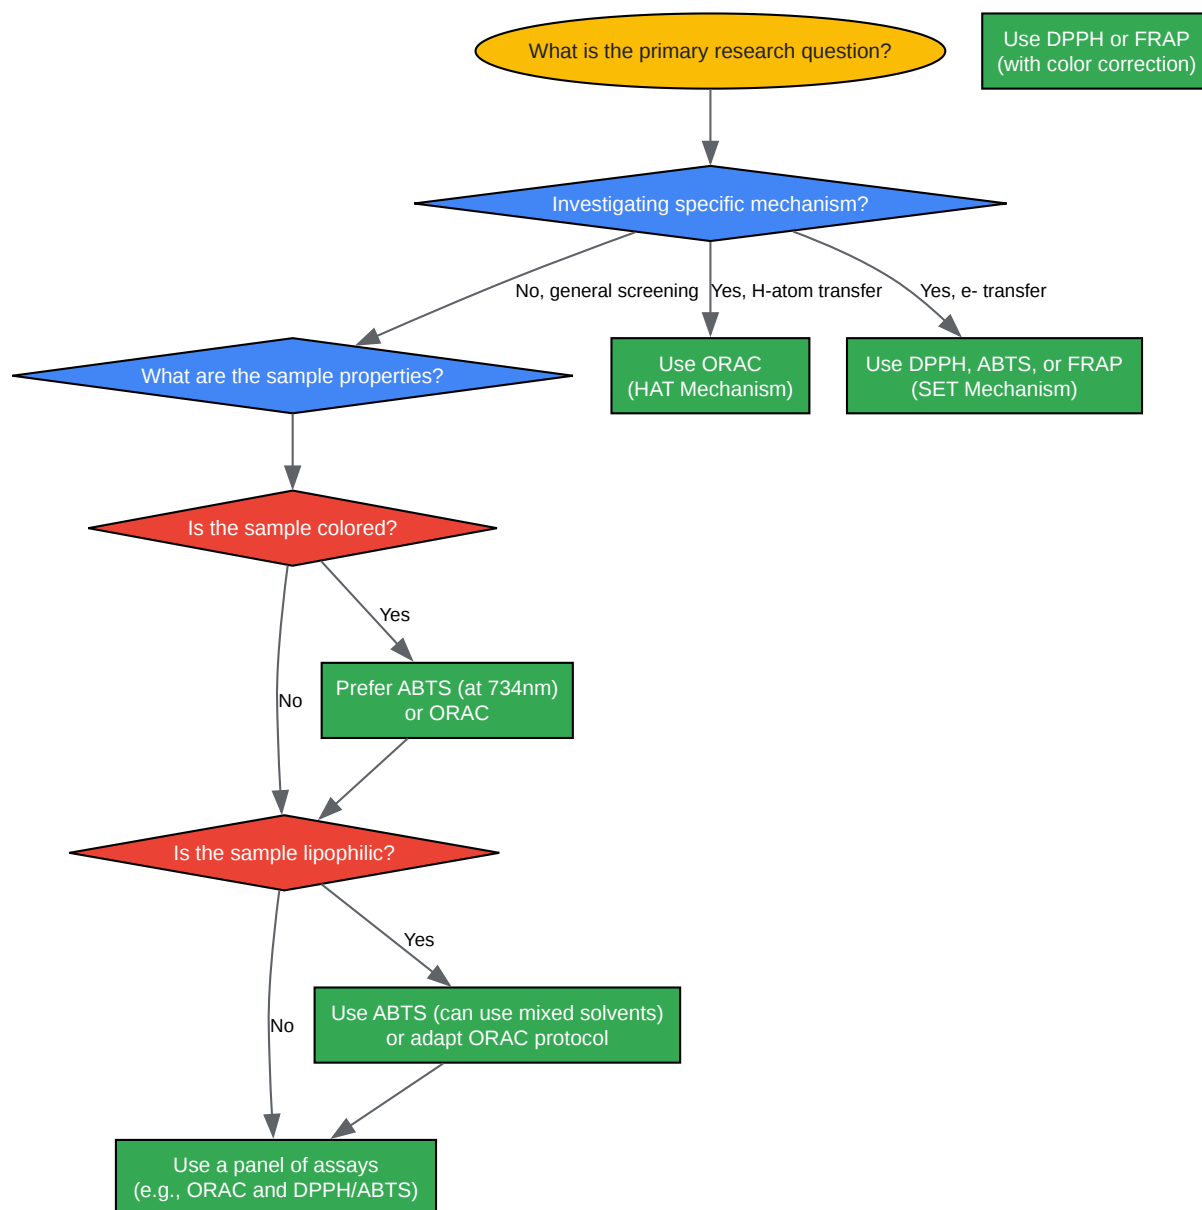 What is the primary research question?
Use DPPH or FRAP
(with color correction)
Investigating specific mechanism?
No, general screening
Yes, H-atom transfer
Yes, e- transfer
What are the sample properties?
Use ORAC
(HAT Mechanism)
Use DPPH, ABTS, or FRAP
(SET Mechanism)
Is the sample colored?
Yes
No
Prefer ABTS (at 734nm)
or ORAC
Is the sample lipophilic?
Yes
No
Use ABTS (can use mixed solvents)
or adapt ORAC protocol
Use a panel of assays
(e.g., ORAC and DPPH/ABTS)